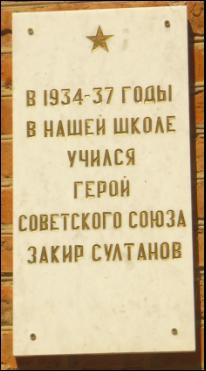 В 1934-37 ГОДЫ
В НАШЕЙ ШКОЛЕ
УЧИЛСЯ
ГЕРОЙ
СОВЕТСКОГО СОЮЗА
ЗАКИР СУЛТАНОВ